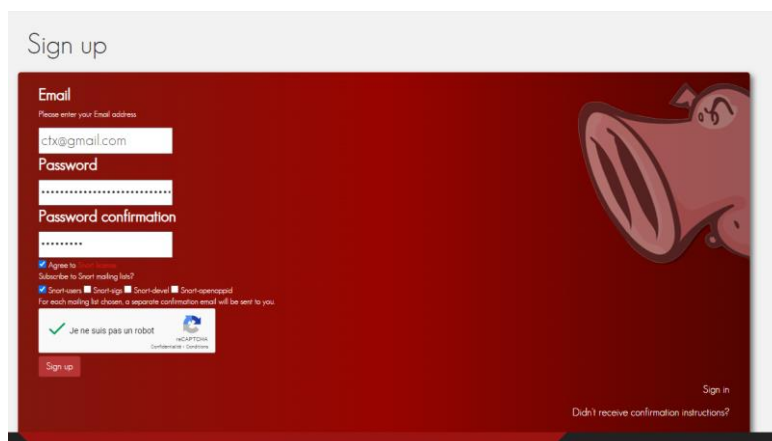 Sign up
Email
Please enter your Email address
ctx@gmail.com
Password
••••••••••••••••••••••••••••
Password confirmation
•••••••••
Agree to Snort license
Subscribe to Snort mailing lists?
Snort-users Snort-sigs Snort-devel Snort-openappid
For each mailing list chosen, a separate confirmation email will be sent to you.
Je ne suis pas un robot
reCAPTCHA
Confidentialité - Conditions
Sign up
Sign in
Didn't receive confirmation instructions?